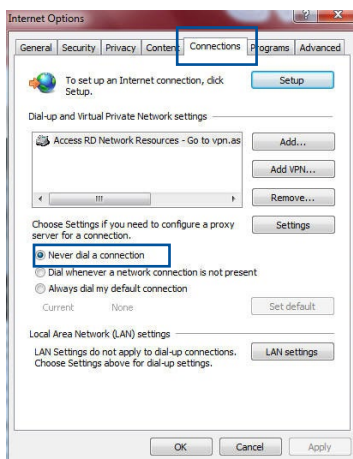 Internet Options
General Security Privacy Content Connections Programs Advanced
To set up an Internet connection, click
Setup.
Setup
Dial-up and Virtual Private Network settings
Access RD Network Resources - Go to vpn.as
Add...
Add VPN...
Remove...
Choose Settings if you need to configure a proxy
server for a connection.
Settings
Never dial a connection
Dial whenever a network connection is not present
Always dial my default connection
Current None
Set default
Local Area Network (LAN) settings
LAN Settings do not apply to dial-up connections.
Choose Settings above for dial-up settings.
LAN settings
OK Cancel Apply